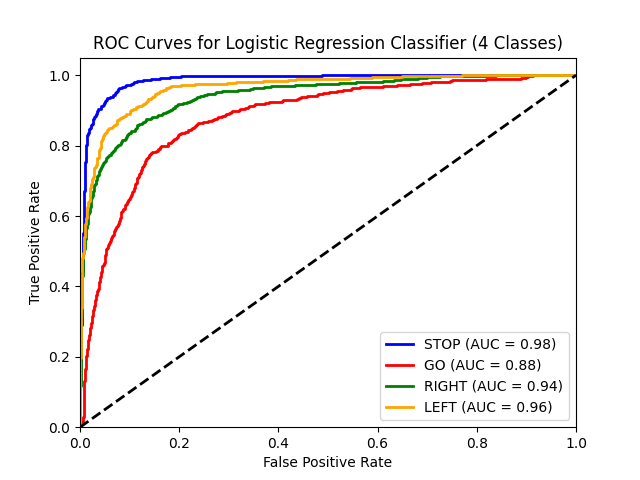 ROC Curves for Logistic Regression Classifier (4 Classes)
True Positive Rate
1.0
0.8
0.6
0.4
0.2
0.0
STOP (AUC = 0.98)
GO (AUC = 0.88)
RIGHT (AUC = 0.94)
LEFT (AUC = 0.96)
0.0 0.2 0.4 0.6 0.8 1.0
False Positive Rate